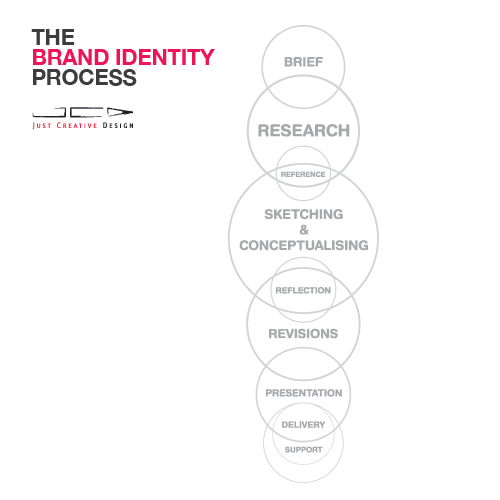 THE
BRAND IDENTITY
PROCESS
JUST CREATIVE DESIGN
BRIEF
RESEARCH
REFERENCE
SKETCHING
&
CONCEPTUALISING
REFLECTION
REVISIONS
PRESENTATION
DELIVERY
SUPPORT